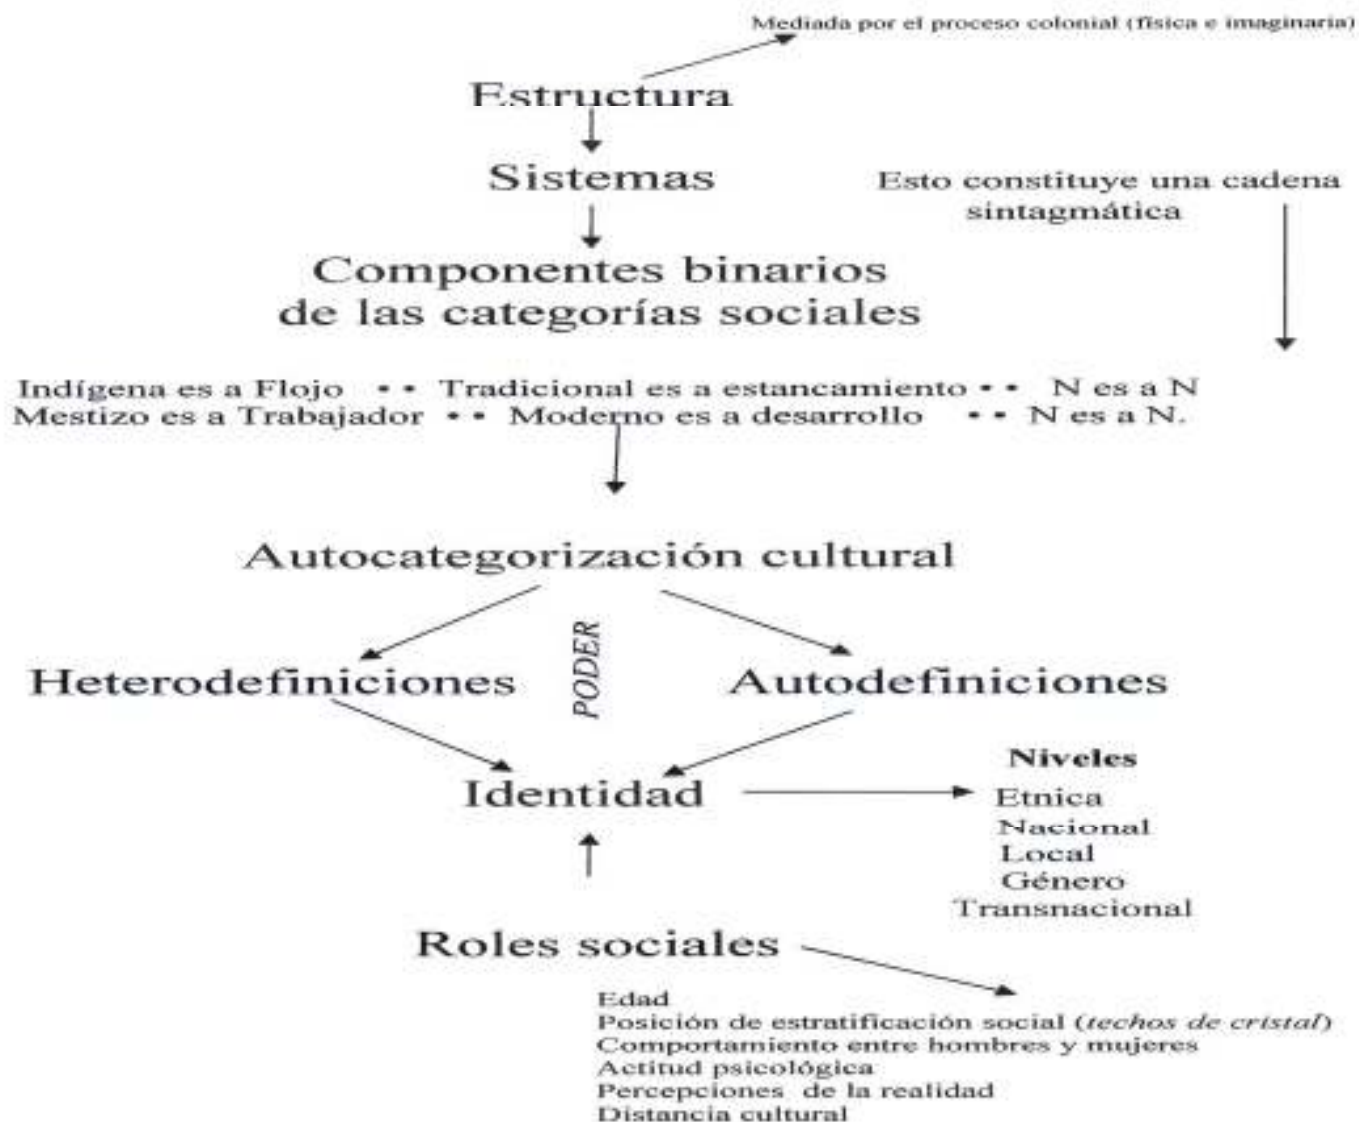 Mediada por el proceso colonial (física e imaginaria)
Estructura
Sistemas
Esto constituye una cadena
sintagmática
Componentes binarios
de las categorías sociales
Indígena es a Flojo •• Tradicional es a estancamiento •• N es a N
Mestizo es a Trabajador •• Moderno es a desarrollo •• N es a N.
Autocategorización cultural
PODER
Heterodefiniciones
Autodefiniciones
Identidad
Niveles
Etnica
Nacional
Local
Género
Transnacional
Roles sociales
Edad
Posición de estratificación social (techos de cristal)
Comportamiento entre hombres y mujeres
Actitud psicológica
Percepciones de la realidad
Distancia cultural